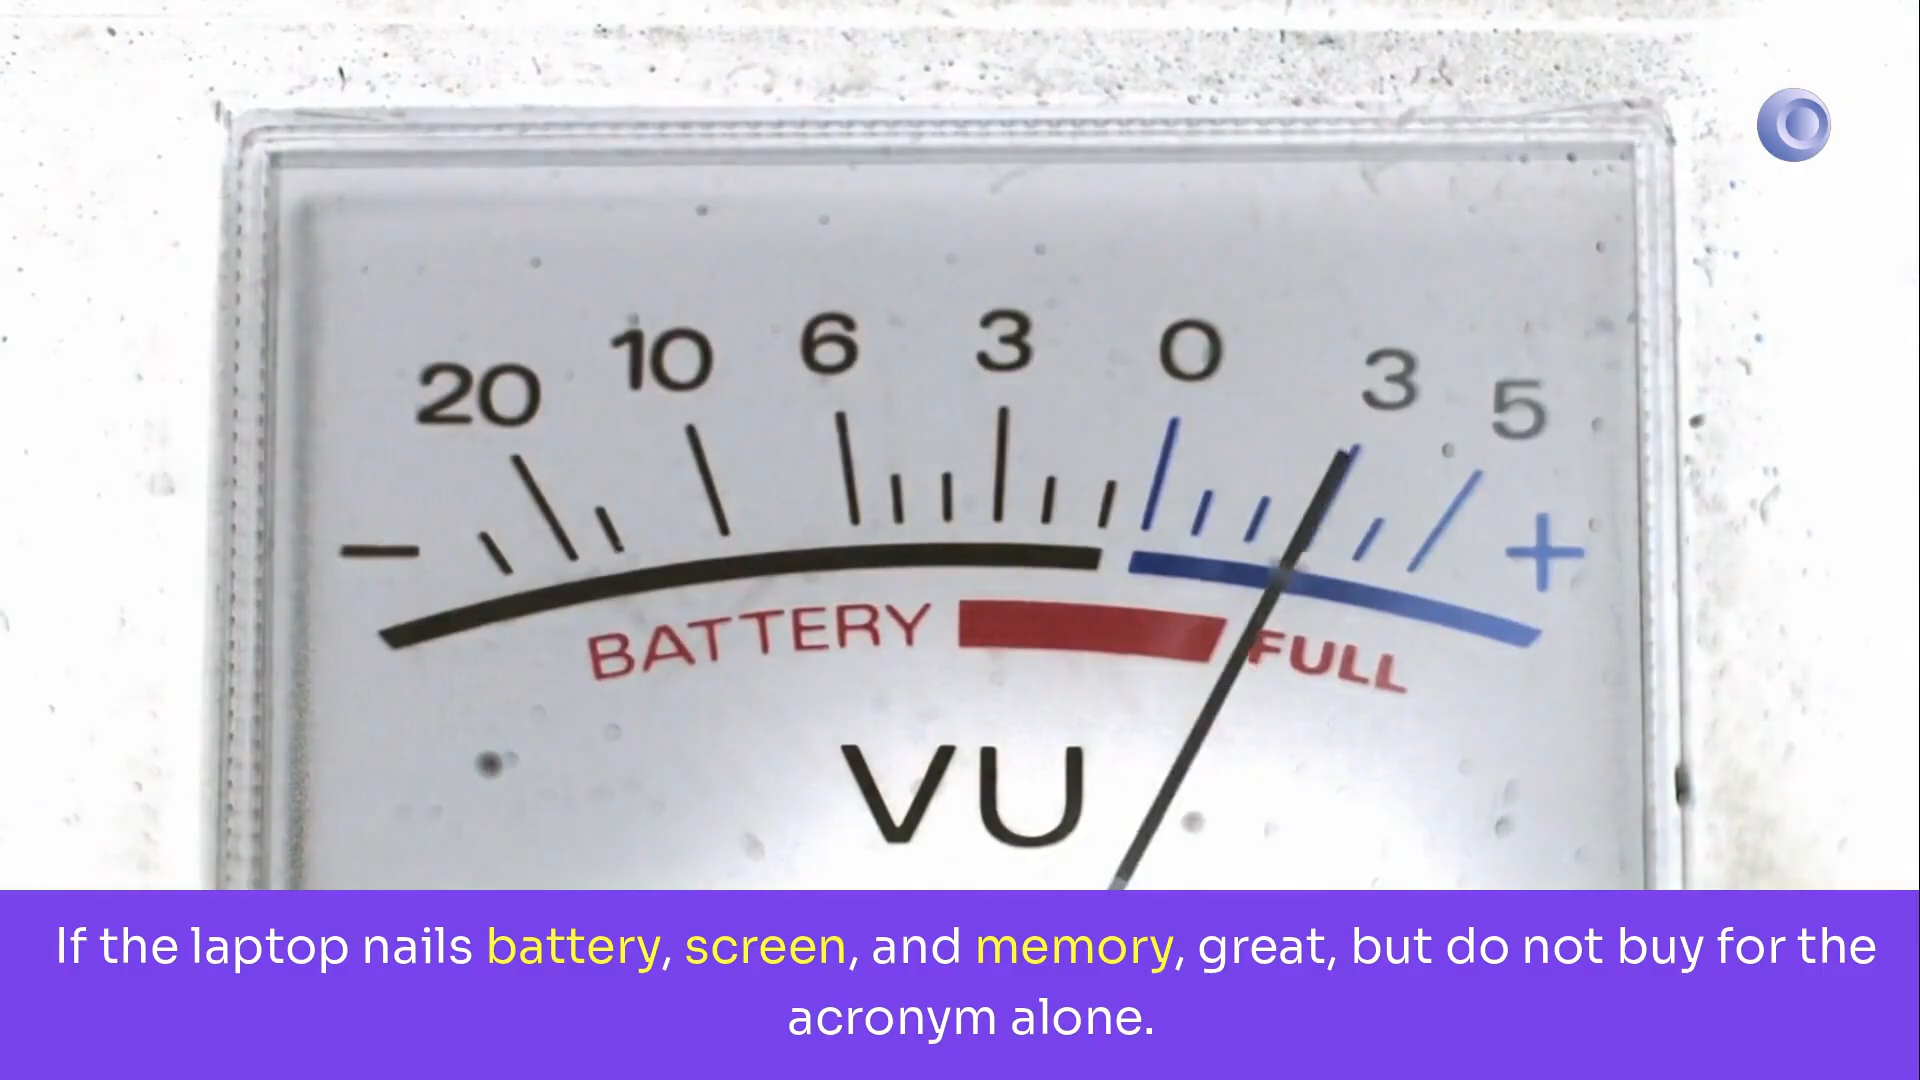 20 10 6 3 0 3 5
− +
BATTERY FULL
VU
If the laptop nails battery, screen, and memory, great, but do not buy for the
acronym alone.